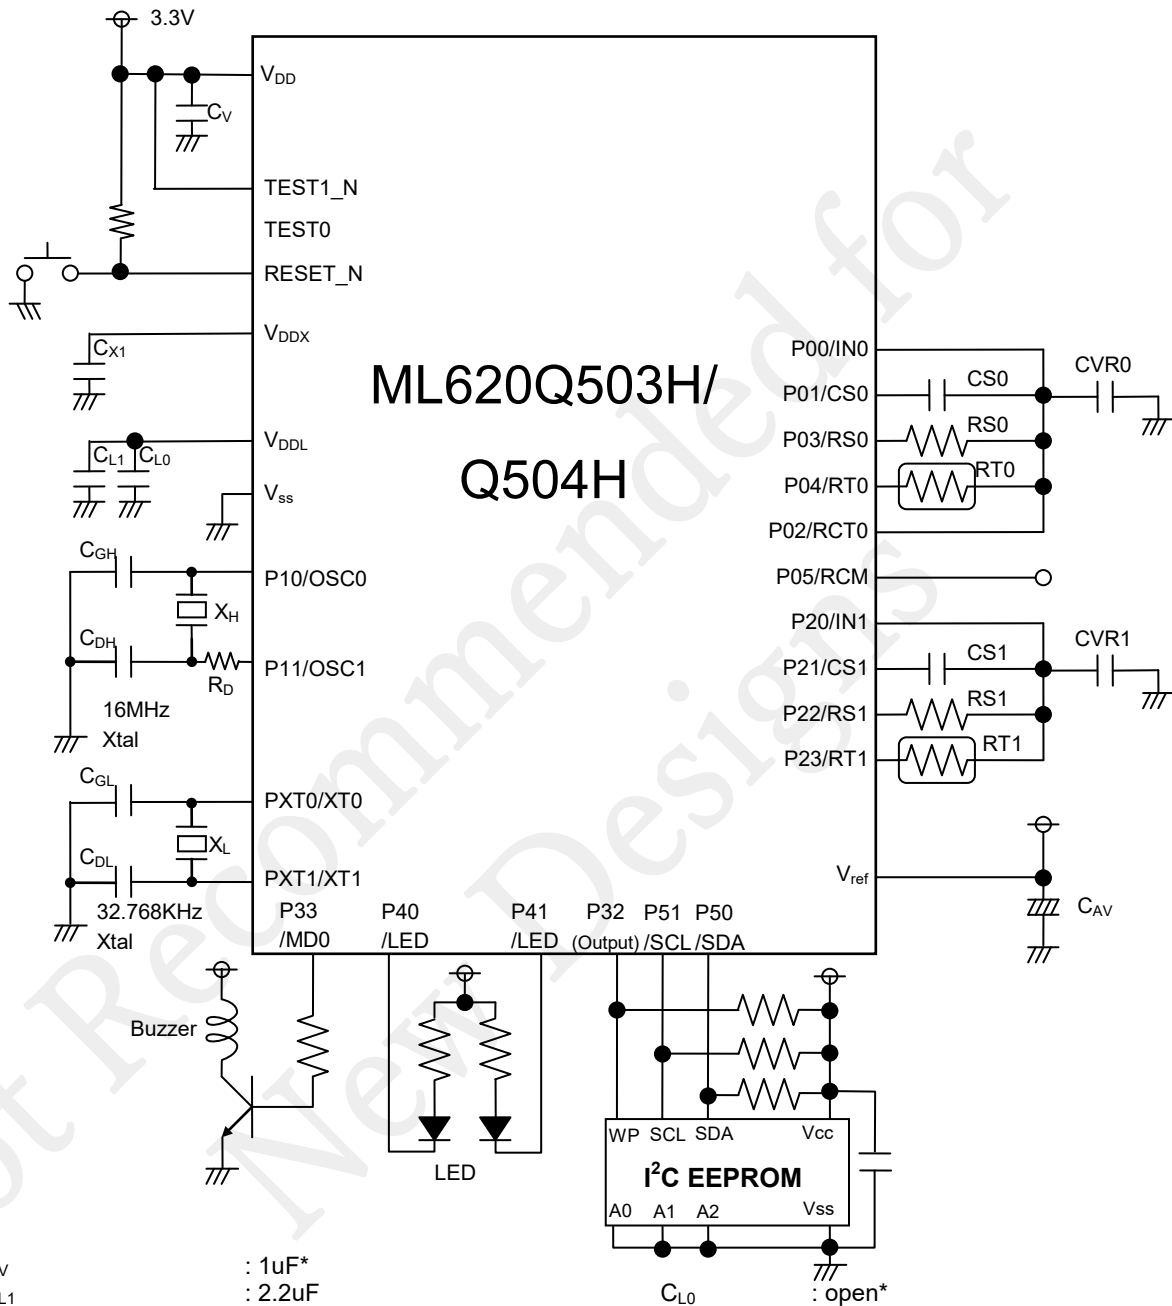 3.3V
VDD
CV
TEST1_N
TEST0
RESET_N
VDDX
CX1
VDDL
CL1 CL0
Vss
ML620Q503H/
Q504H
P00/IN0
P01/CS0
CS0
CVR0
P03/RS0
RS0
P04/RT0
RT0
P02/RCT0
P05/RCM
P20/IN1
P21/CS1
CS1
CVR1
P22/RS1
RS1
P23/RT1
RT1
Vref
CAV
CGH
P10/OSC0
XH
CDH
RD
P11/OSC1
16MHz
Xtal
CGL
PXT0/XT0
XL
CDL
PXT1/XT1
32.768KHz
Xtal
P33
/MD0
P40
/LED
P41
/LED
P32
(Output)
P51
/SCL
P50
/SDA
Buzzer
LED
WP SCL SDA Vcc
I²C EEPROM
A0 A1 A2 Vss
V : 1uF*
L1 : 2.2uF
CL0 : open*
Recommended for
New Designs